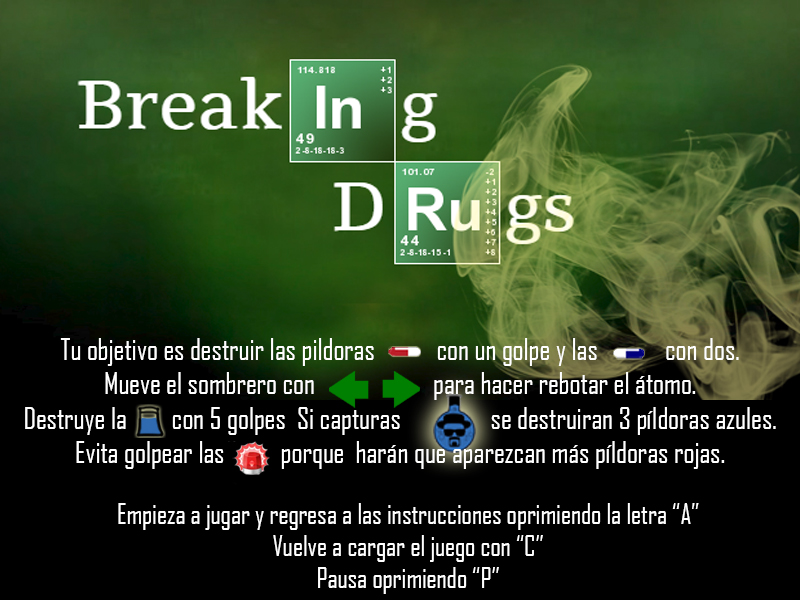 Breaking
114.818 +1
+2
+3
49
2-8-18-18-3
DRugs
101.07 -2
+1
+2
+3
+4
+5
+6
+7
+8
44
2-8-18-15-1
Tu objetivo es destruir las pildoras con un golpe y las con dos.
Mueve el sombrero con para hacer rebotar el átomo.
Destruye la con 5 golpes Si capturas se destruiran 3 píldoras azules.
Evita golpear las porque harán que aparezcan más píldoras rojas.
Empieza a jugar y regresa a las instrucciones oprimiendo la letra “A”
Vuelve a cargar el juego con “C”
Pausa oprimiendo “P”